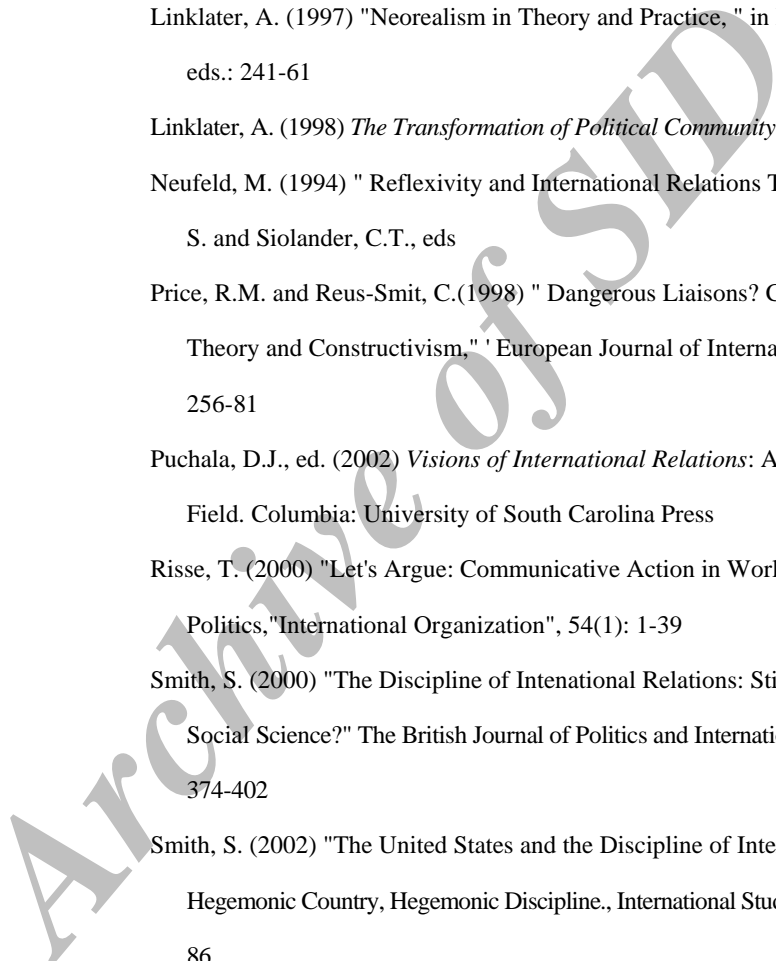 Linklater, A. (1997) "Neorealism in Theory and Practice, " in
eds.: 241-61
Linklater, A. (1998) The Transformation of Political Community
Neufeld, M. (1994) " Reflexivity and International Relations T
S. and Siolander, C.T., eds
Price, R.M. and Reus-Smit, C.(1998) " Dangerous Liaisons? C
Theory and Constructivism," ' European Journal of Interna
256-81
Puchala, D.J., ed. (2002) Visions of International Relations: A
Field. Columbia: University of South Carolina Press
Risse, T. (2000) "Let's Argue: Communicative Action in Worl
Politics,"International Organization", 54(1): 1-39
Smith, S. (2000) "The Discipline of Intenational Relations: Sti
Social Science?" The British Journal of Politics and Internati
374-402
Smith, S. (2002) "The United States and the Discipline of Inte
Hegemonic Country, Hegemonic Discipline., International Stu
86
Archive of SID